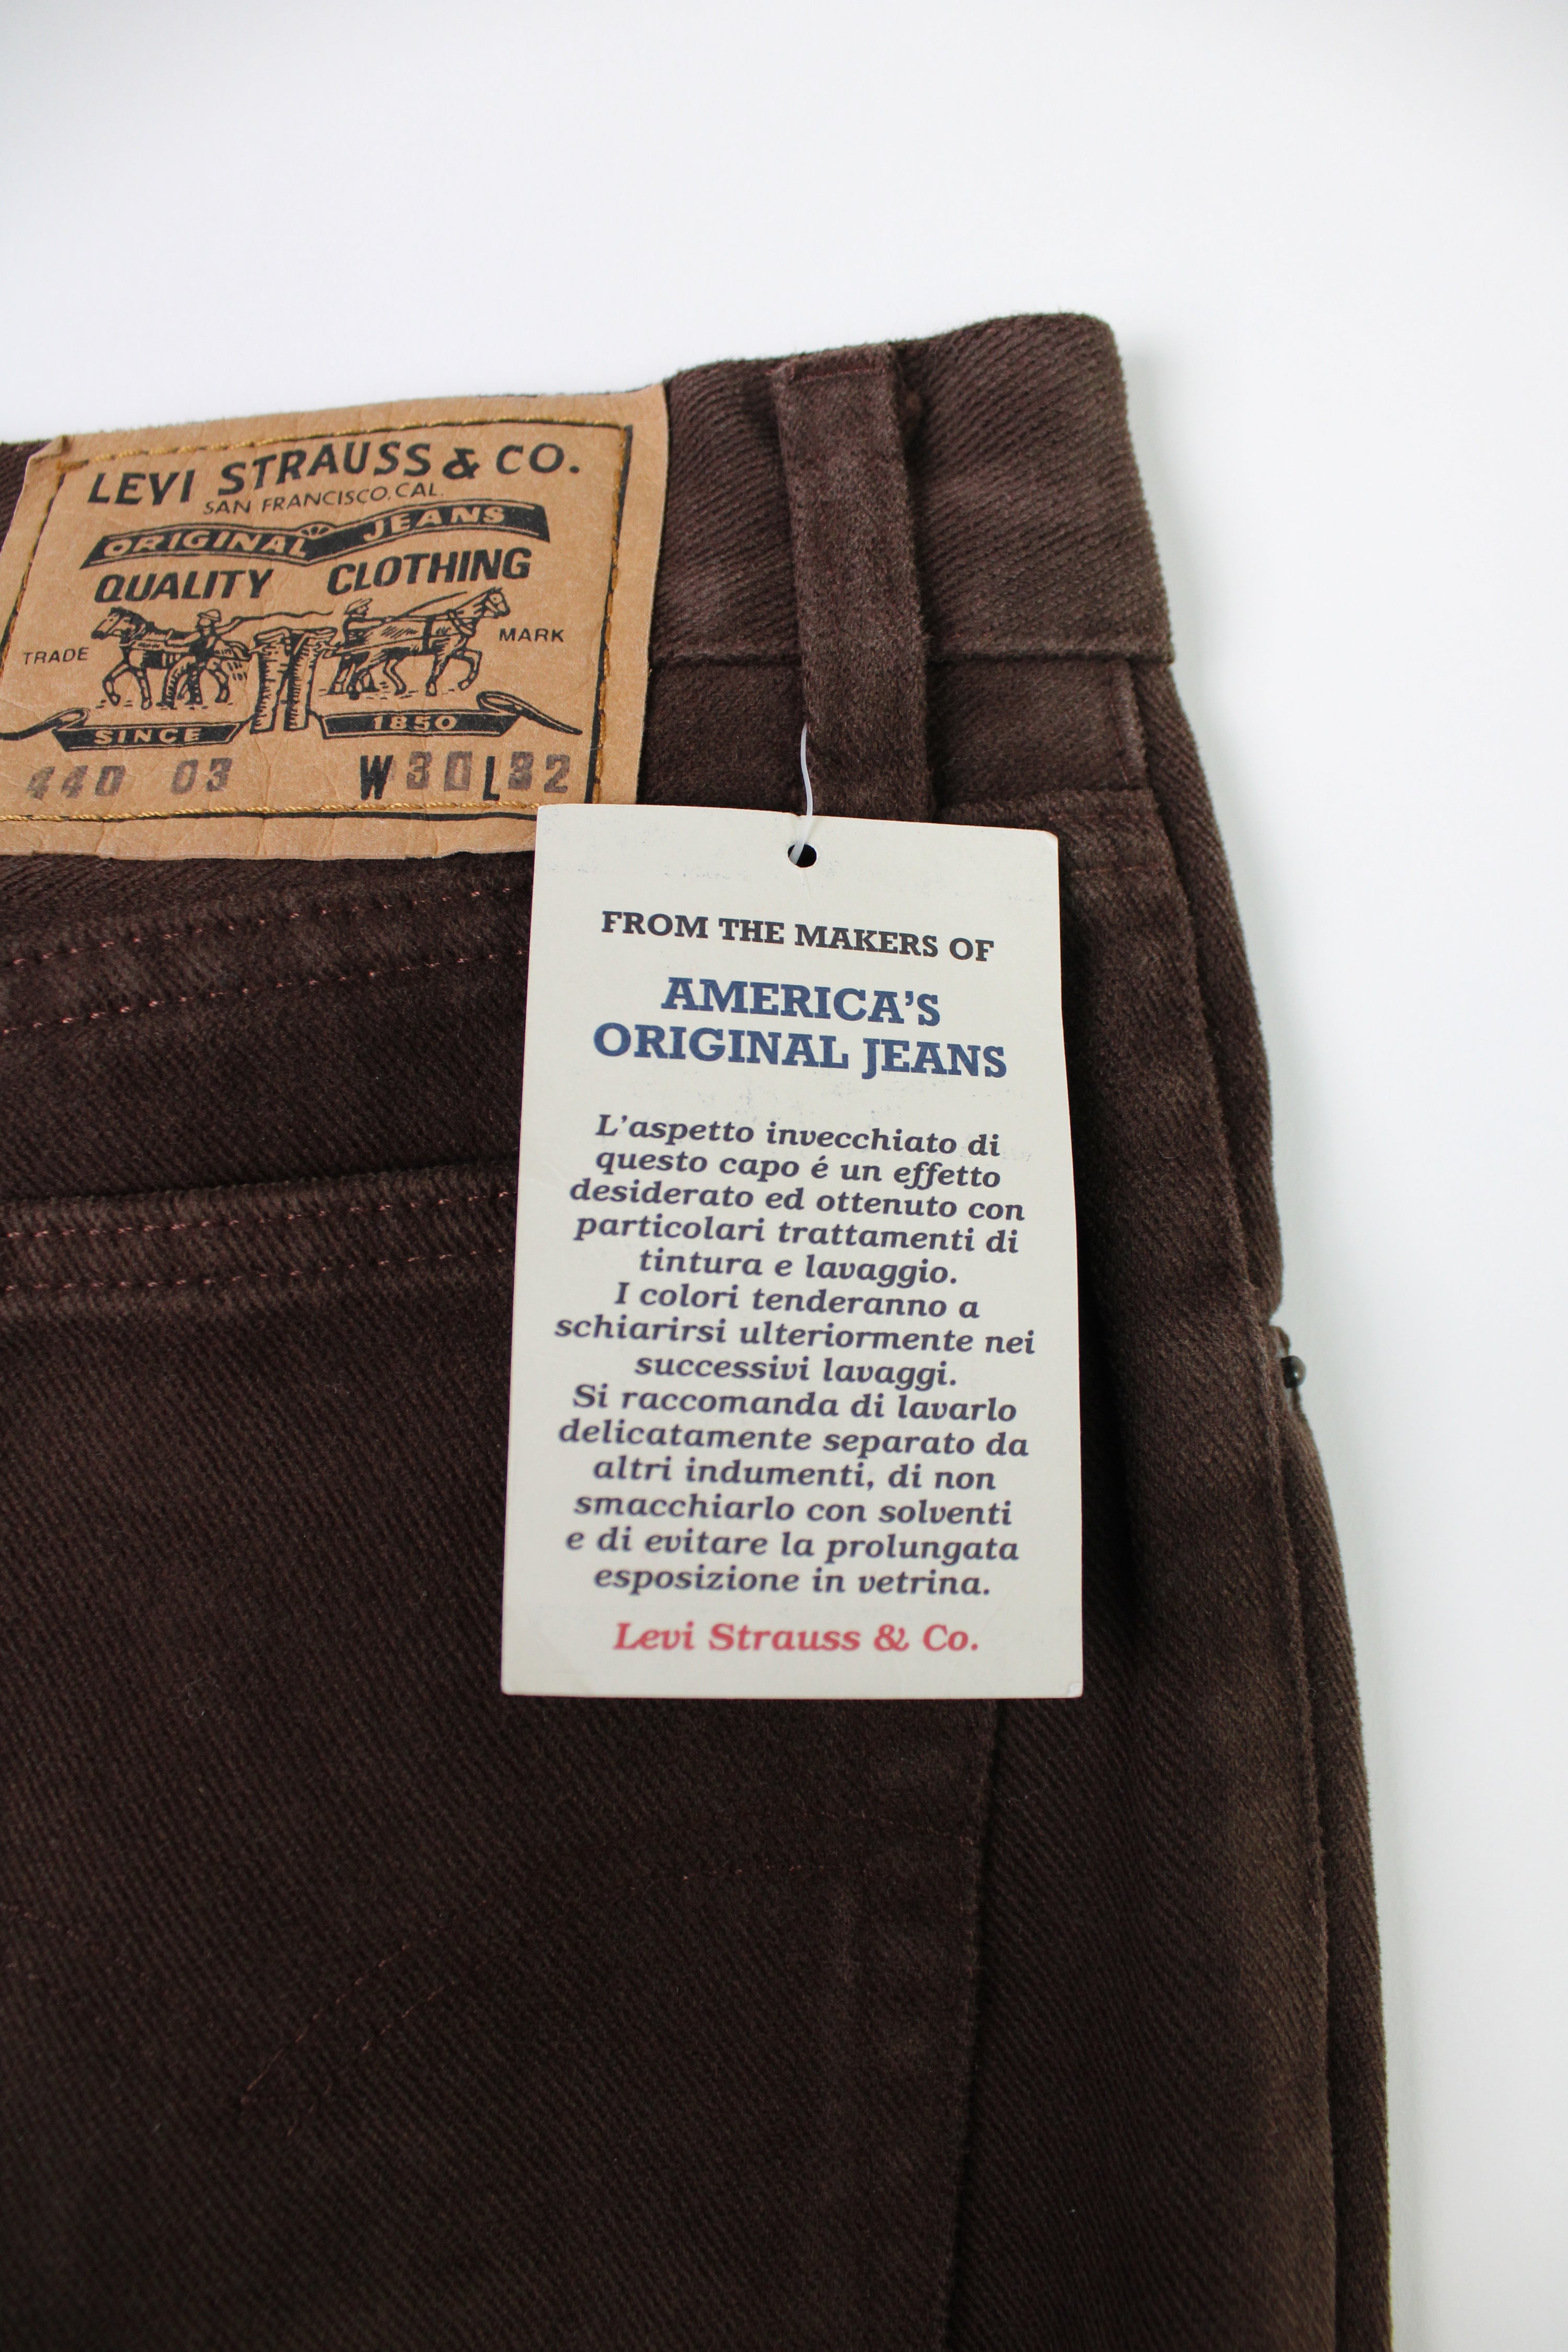 LEVI STRAUSS & CO.
SAN FRANCISCO, CAL.
ORIGINAL JEANS
QUALITY CLOTHING
TRADE MARK
SINCE 1850
440 03 W30L32
FROM THE MAKERS OF
AMERICA'S
ORIGINAL JEANS
L'aspetto invecchiato di
questo capo é un effetto
desiderato ed ottenuto con
particolari trattamenti di
tintura e lavaggio.
I colori tenderanno a
schiarirsi ulteriormente nei
successivi lavaggi.
Si raccomanda di lavarlo
delicatamente separato da
altri indumenti, di non
smacchiarlo con solventi
e di evitare la prolungata
esposizione in vetrina.
Levi Strauss & Co.